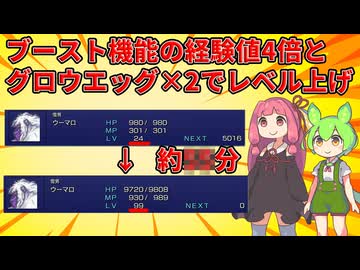 ブースト機能の経験値4倍と
グロウエッグ×2でレベル上げ
雪男
ウーマロ
HP 980/ 980
MP 301/ 301
LV 24 NEXT 5016
↓ 約 分
雪男
ウーマロ
HP 9720/9808
MP 930/ 989
LV 99 NEXT 0